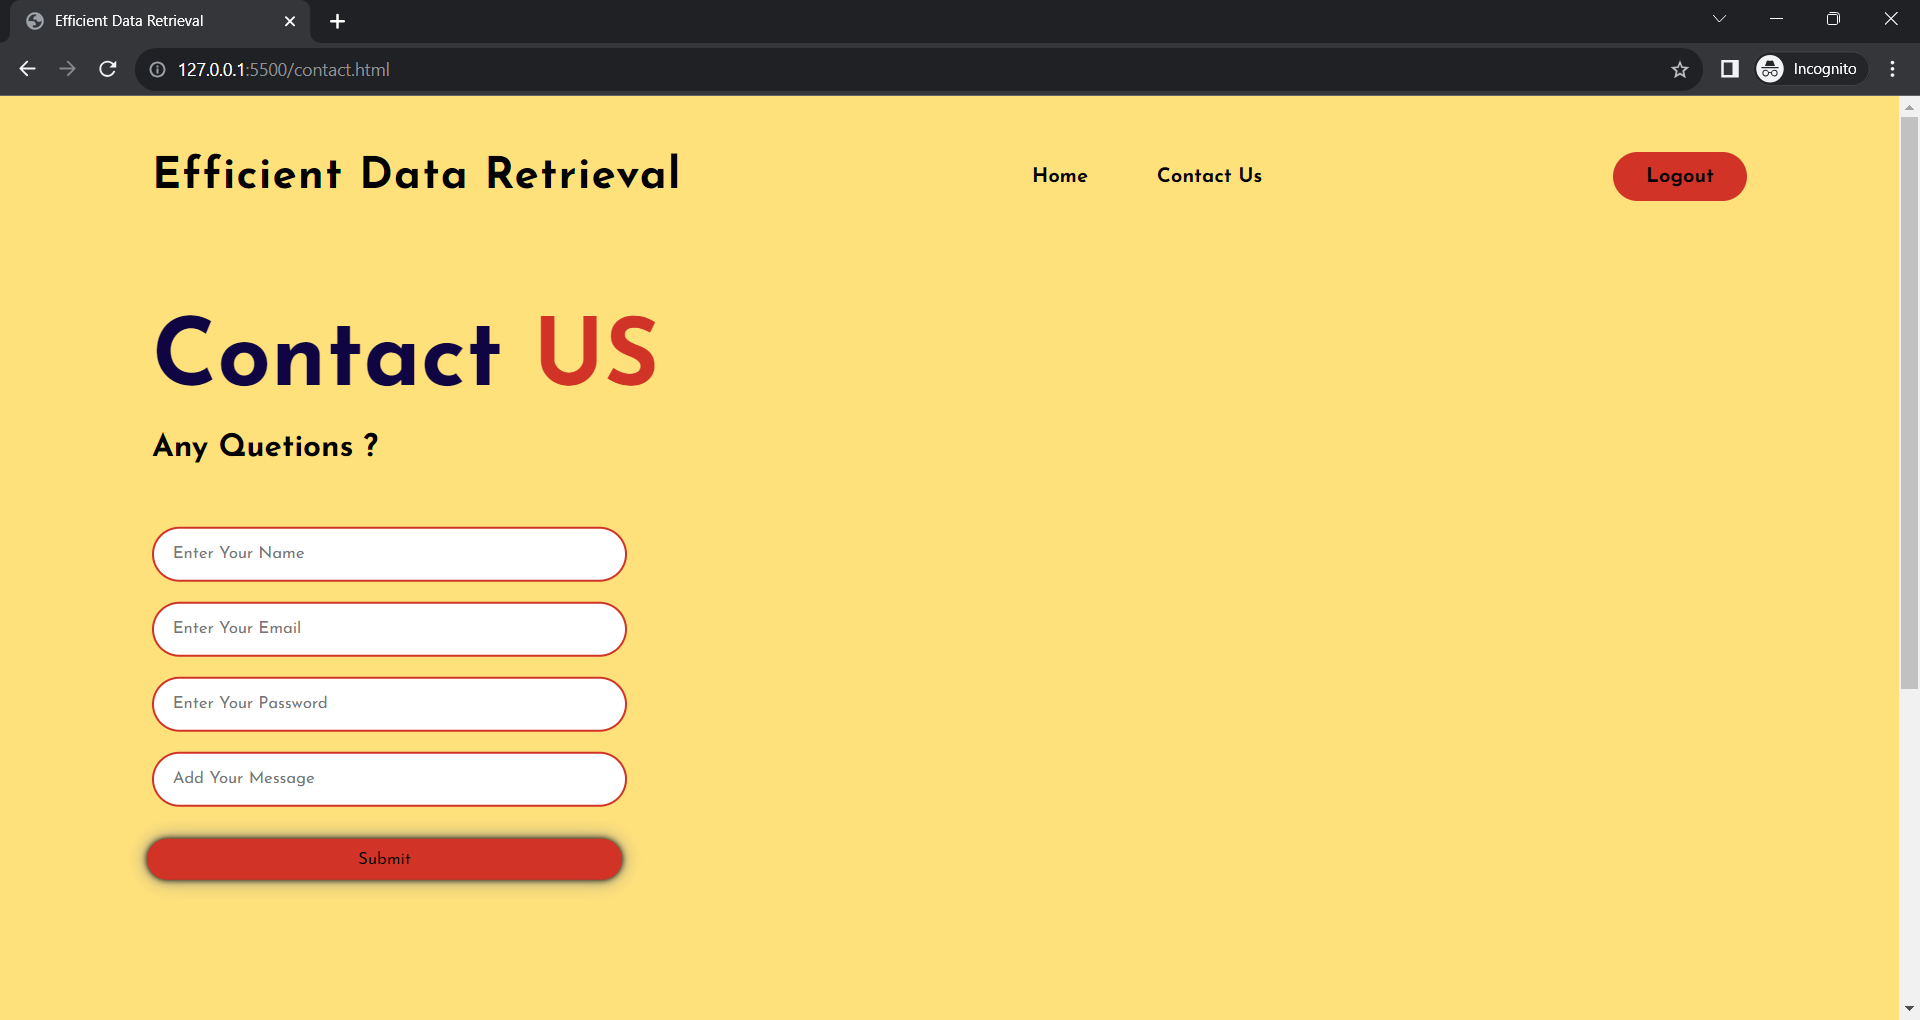 Efficient Data Retrieval
127.0.0.1:5500/contact.html
Incognito
Efficient Data Retrieval
Home
Contact Us
Logout
Contact US
Any Quetions ?
Enter Your Name
Enter Your Email
Enter Your Password
Add Your Message
Submit